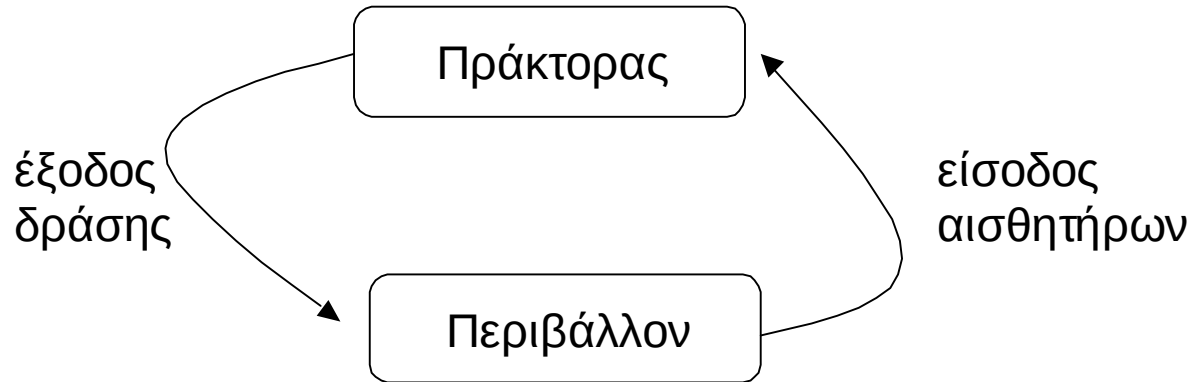 Πράκτορας
έξοδος
δράσης
είσοδος
αισθητήρων
Περιβάλλον